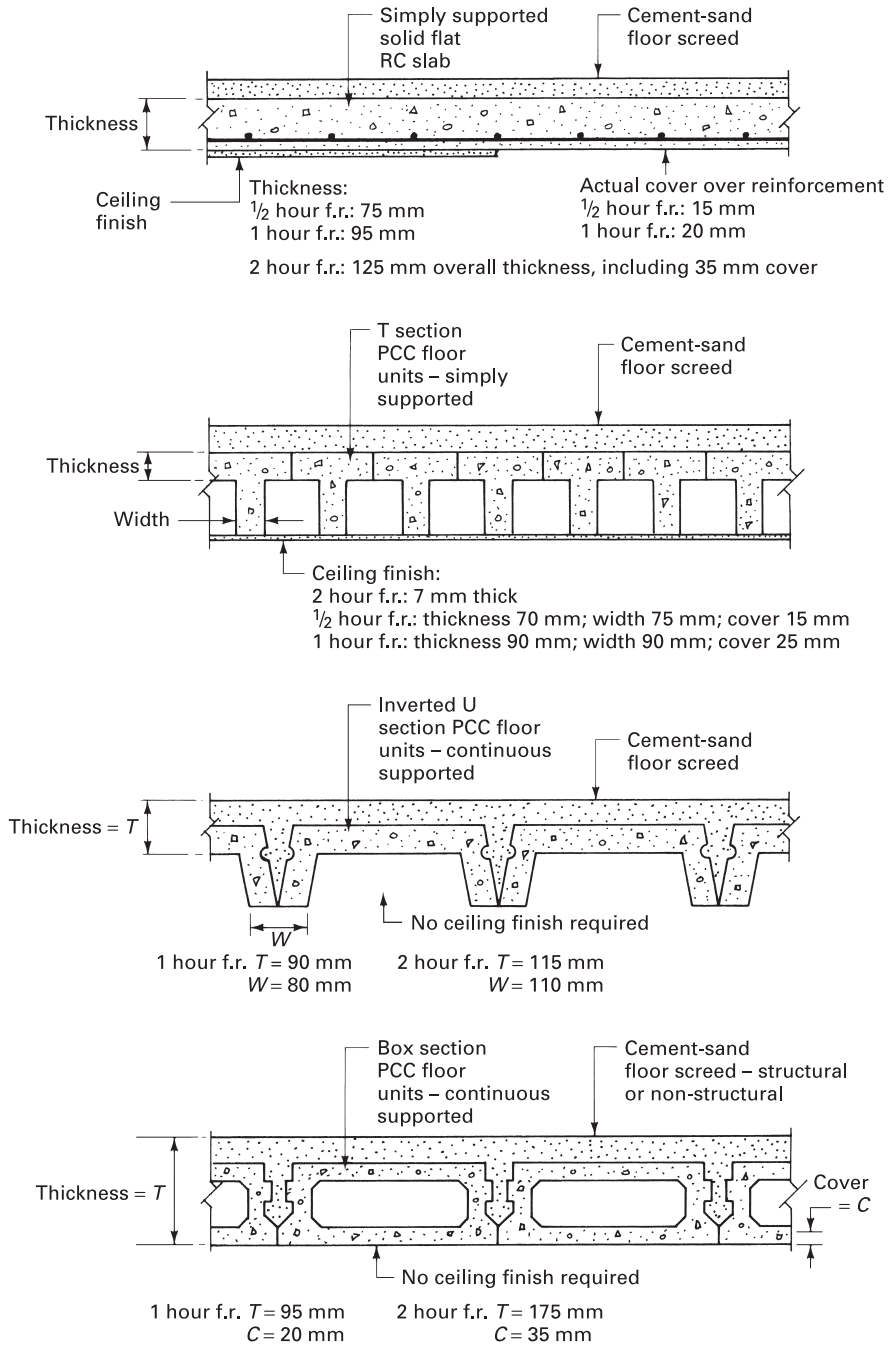 Simply supported
solid flat
RC slab
Cement-sand
floor screed
Thickness
Ceiling
finish
Thickness:
1/2 hour f.r.: 75 mm
1 hour f.r.: 95 mm
Actual cover over reinforcement
1/2 hour f.r.: 15 mm
1 hour f.r.: 20 mm
2 hour f.r.: 125 mm overall thickness, including 35 mm cover
T section
PCC floor
units – simply
supported
Cement-sand
floor screed
Thickness
Width
Ceiling finish:
2 hour f.r.: 7 mm thick
1/2 hour f.r.: thickness 70 mm; width 75 mm; cover 15 mm
1 hour f.r.: thickness 90 mm; width 90 mm; cover 25 mm
Inverted U
section PCC floor
units – continuous
supported
Cement-sand
floor screed
Thickness = T
No ceiling finish required
W
1 hour f.r. T = 90 mm
W = 80 mm
2 hour f.r. T = 115 mm
W = 110 mm
Box section
PCC floor
units – continuous
supported
Cement-sand
floor screed – structural
or non-structural
Thickness = T
Cover
= C
No ceiling finish required
1 hour f.r. T = 95 mm
C = 20 mm
2 hour f.r. T = 175 mm
C = 35 mm